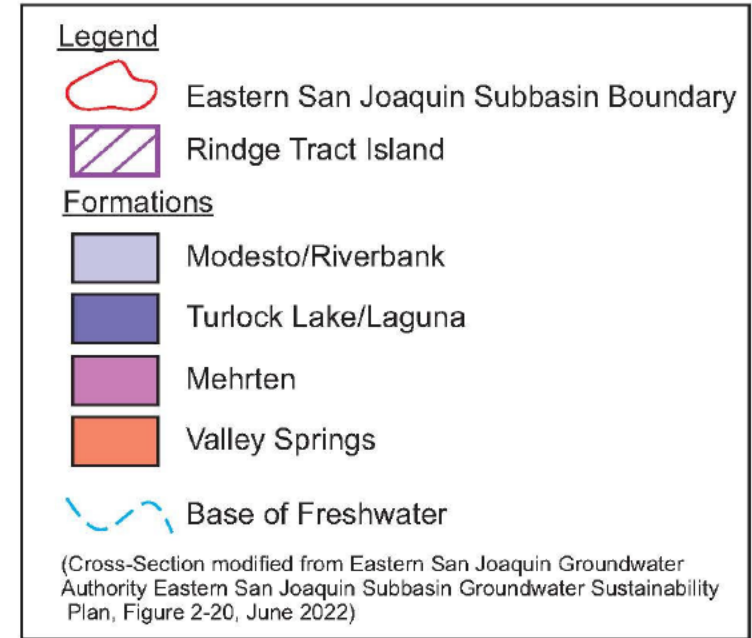 Legend
Eastern San Joaquin Subbasin Boundary
Rindge Tract Island
Formations
Modesto/Riverbank
Turlock Lake/Laguna
Mehrten
Valley Springs
Base of Freshwater
(Cross-Section modified from Eastern San Joaquin Groundwater
Authority Eastern San Joaquin Subbasin Groundwater Sustainability
Plan, Figure 2-20, June 2022)